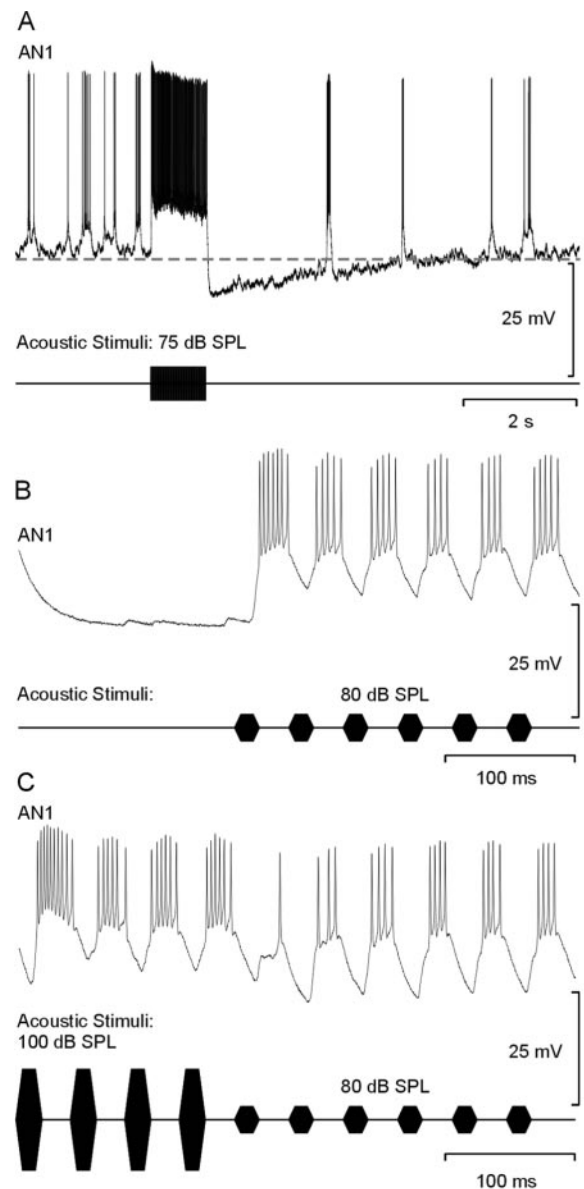 A
AN1
25 mV
Acoustic Stimuli: 75 dB SPL
2 s
B
AN1
25 mV
Acoustic Stimuli: 80 dB SPL
100 ms
C
AN1
Acoustic Stimuli:
100 dB SPL
25 mV
80 dB SPL
100 ms